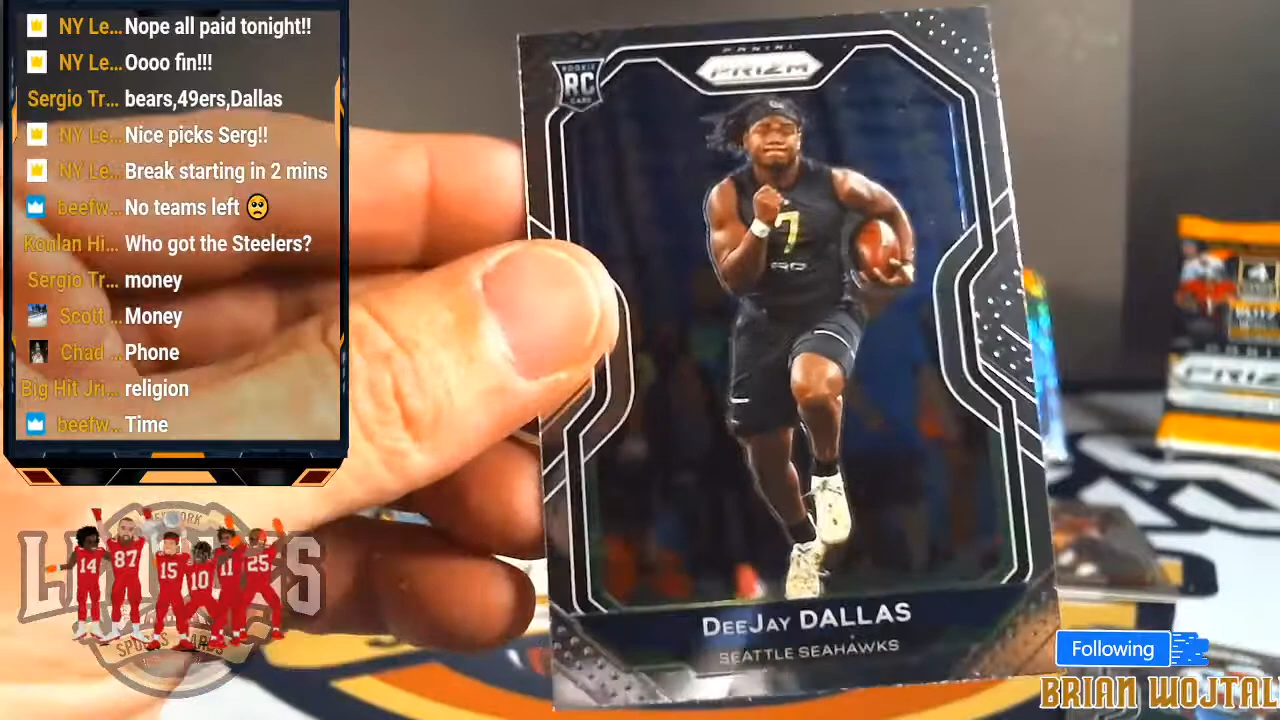 NY Le... Nope all paid tonight!!
NY Le... Oooo fin!!!
Sergio Tr... bears,49ers,Dallas
NY Le... Nice picks Serg!!
NY Le... Break starting in 2 mins
beefw... No teams left 🥺
Konlan Hi... Who got the Steelers?
Sergio Tr... money
Scott ... Money
Chad ... Phone
Big Hit Jri... religion
beefw... Time
PANINI
PRIZM
ROOKIE
RC
CARD
7
DEEJAY DALLAS
SEATTLE SEAHAWKS
14
87
15
10
11
25
Following
BRIAN WOJTAL